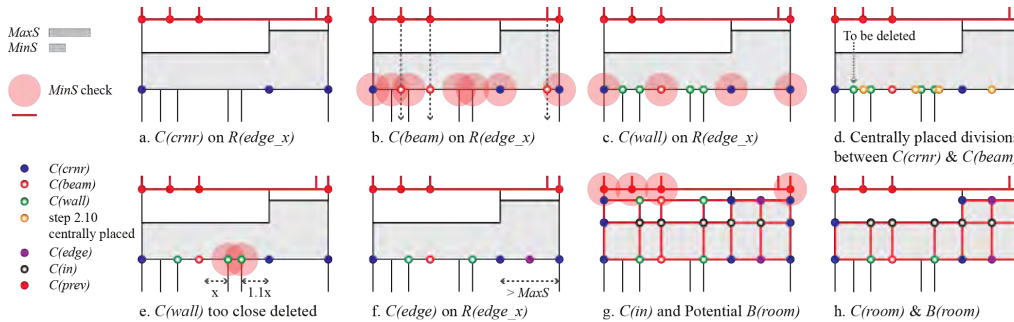 MaxS
MinS
MinS check
C(crnr)
C(beam)
C(wall)
step 2.10
centrally placed
C(edge)
C(in)
C(prev)
a. C(crnr) on R(edge_x)
b. C(beam) on R(edge_x)
c. C(wall) on R(edge_x)
To be deleted
d. Centrally placed divisions
between C(crnr) & C(beam)
x
1.1x
e. C(wall) too close deleted
> MaxS
f. C(edge) on R(edge_x)
g. C(in) and Potential B(room)
h. C(room) & B(room)